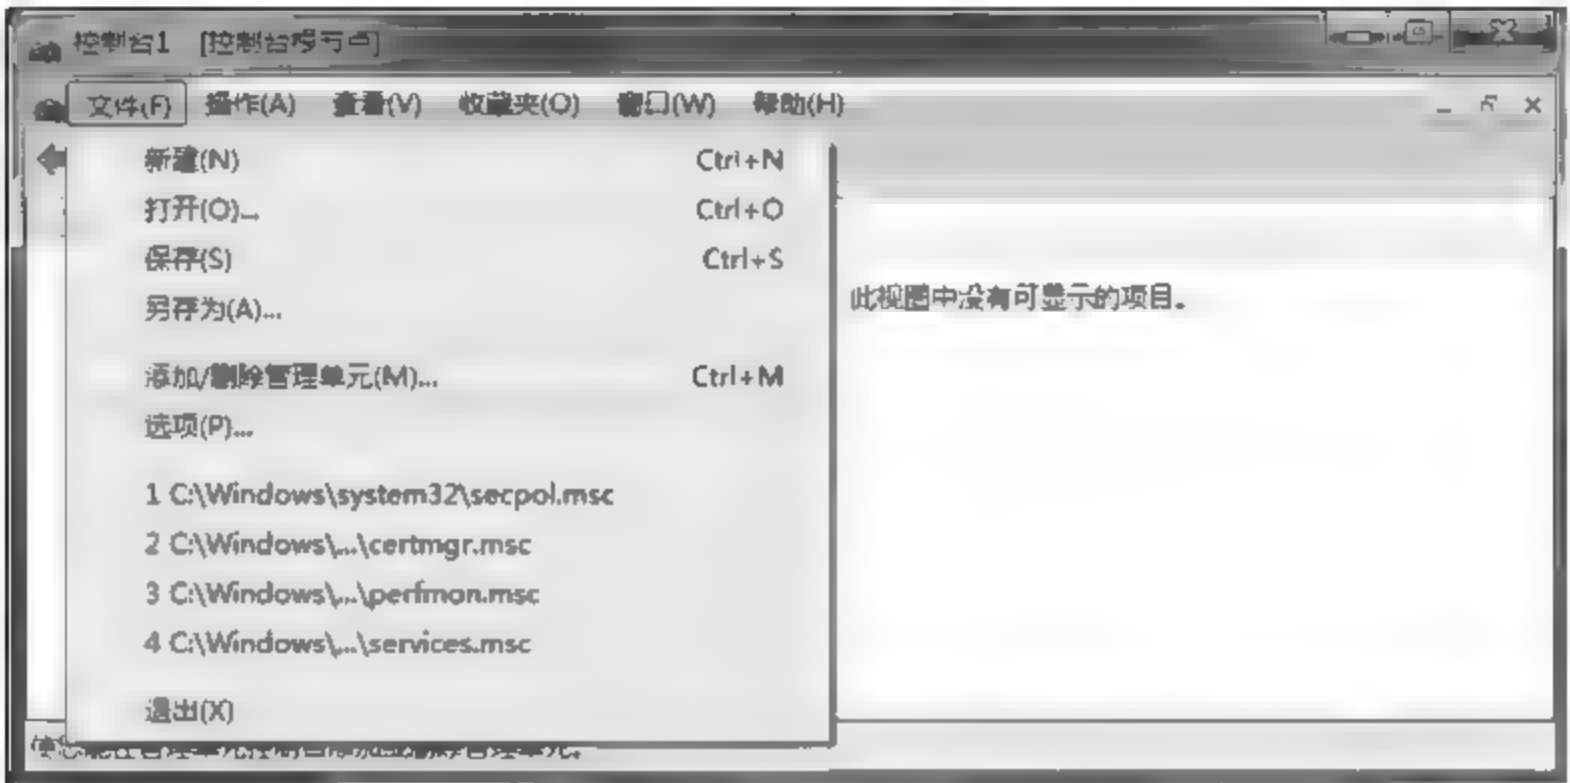 控制台1 [控制台根节点]
文件(F) 操作(A) 查看(V) 收藏夹(O) 窗口(W) 帮助(H)
新建(N) Ctrl+N
打开(O)... Ctrl+O
保存(S) Ctrl+S
另存为(A)...
此视图中没有可显示的项目。
添加/删除管理单元(M)... Ctrl+M
选项(P)...
1 C:\Windows\system32\secpol.msc
2 C:\Windows\...\certmgr.msc
3 C:\Windows\...\perfmon.msc
4 C:\Windows\...\services.msc
退出(X)